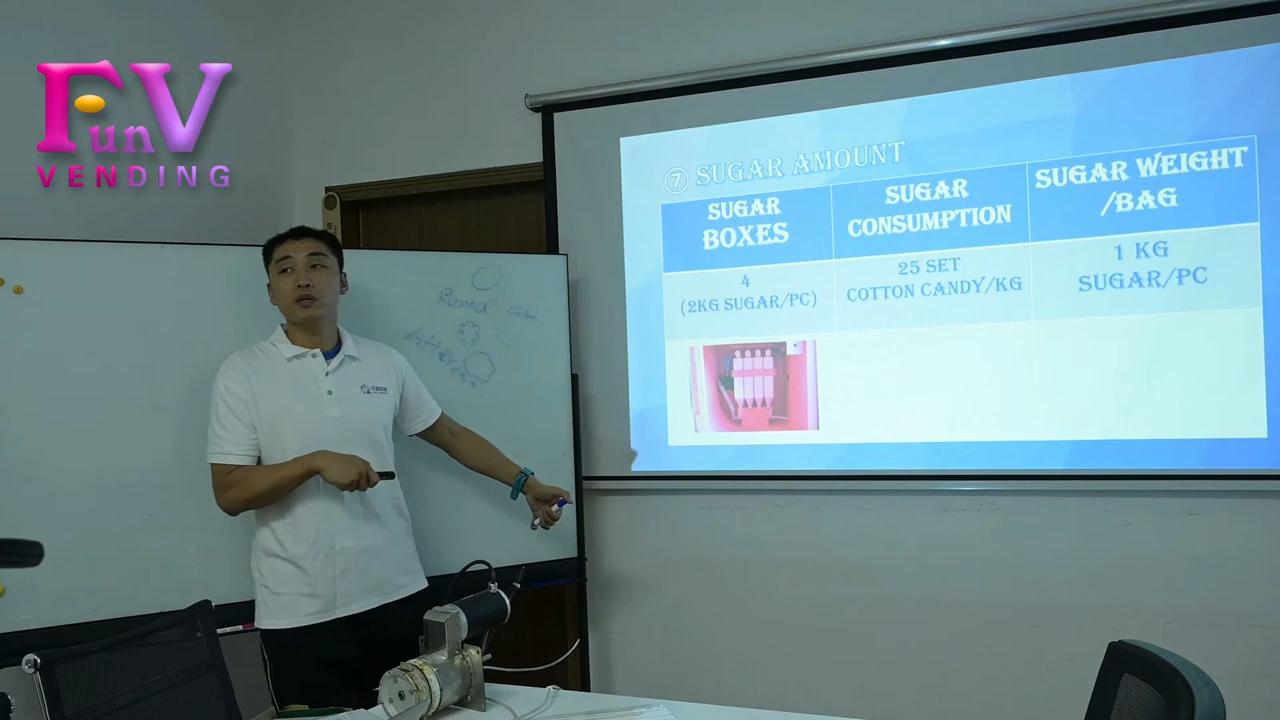 FunV
VENDING
⑦ SUGAR AMOUNT
SUGAR
BOXES
SUGAR
CONSUMPTION
SUGAR WEIGHT
/BAG
4
(2KG SUGAR/PC)
25 SET
COTTON CANDY/KG
1 KG
SUGAR/PC
Round